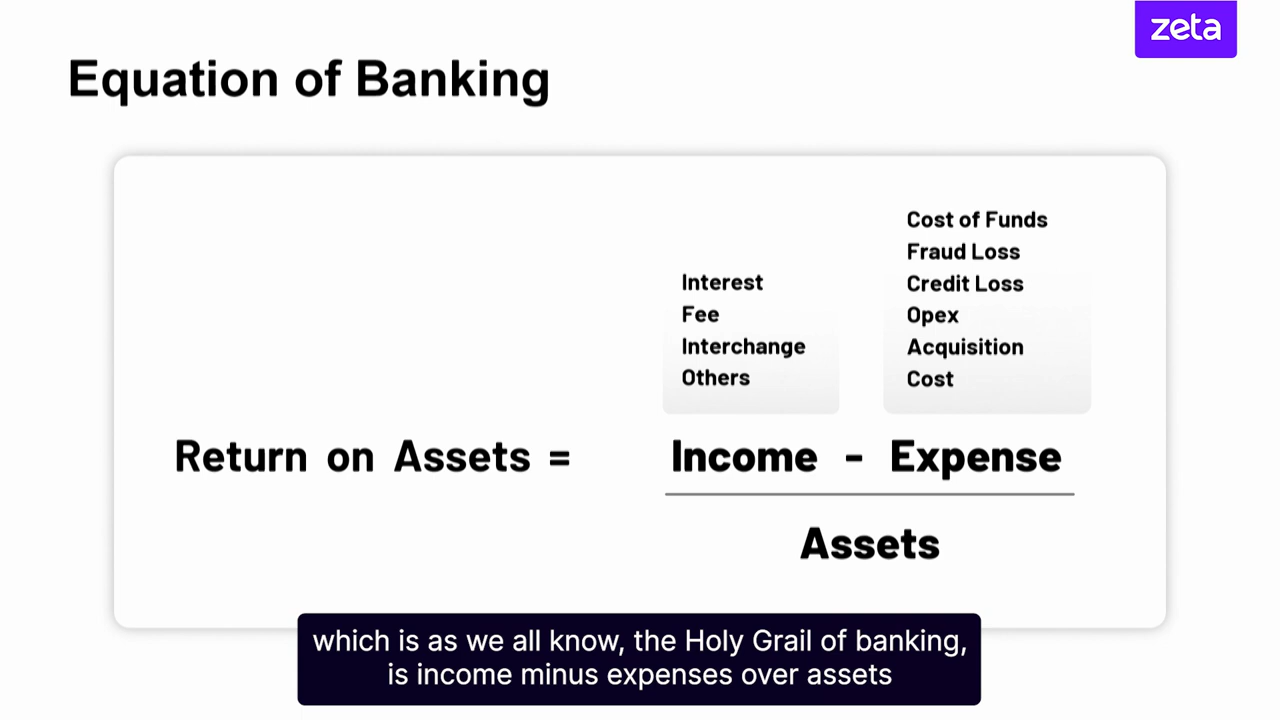 zeta
Equation of Banking
Interest
Fee
Interchange
Others
Cost of Funds
Fraud Loss
Credit Loss
Opex
Acquisition
Cost
Return on Assets = Income - Expense
Assets
which is as we all know, the Holy Grail of banking,
is income minus expenses over assets